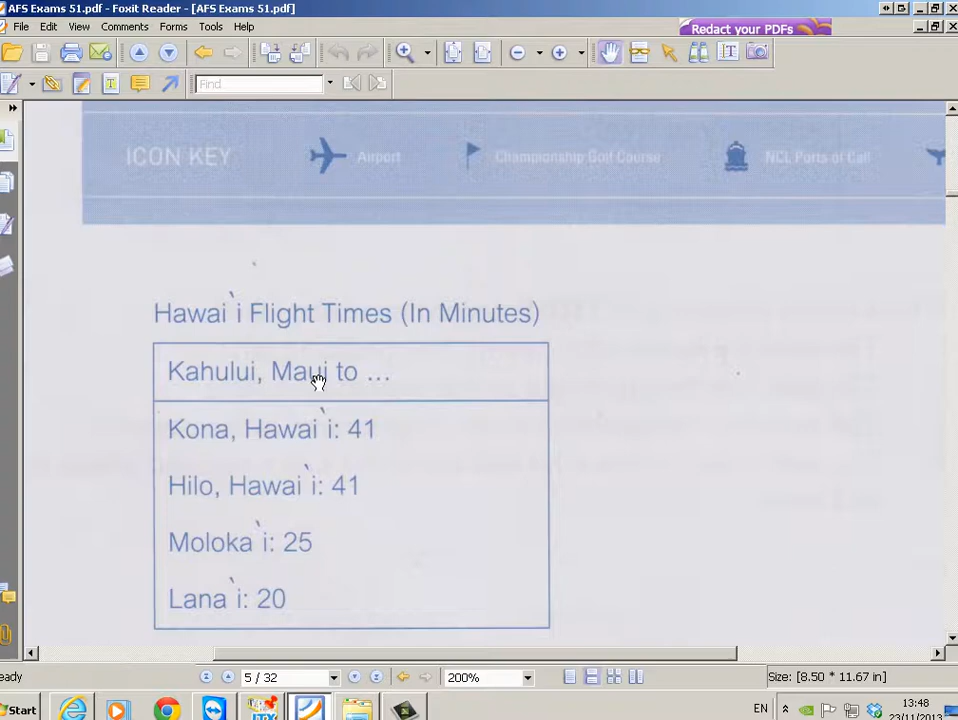 AFS Exams 51.pdf - Foxit Reader - [AFS Exams 51.pdf]
File Edit View Comments Forms Tools Help
Redact your PDFs
Find
ICON KEY Airport Championship Golf Course NCL Ports of Call
Hawai`i Flight Times (In Minutes)
Kahului, Maui to ...
Kona, Hawai`i: 41
Hilo, Hawai`i: 41
Moloka`i: 25
Lana`i: 20
eady 5 / 32 200% Size: [8.50 * 11.67 in]
Start EN 13:48
23/11/2013